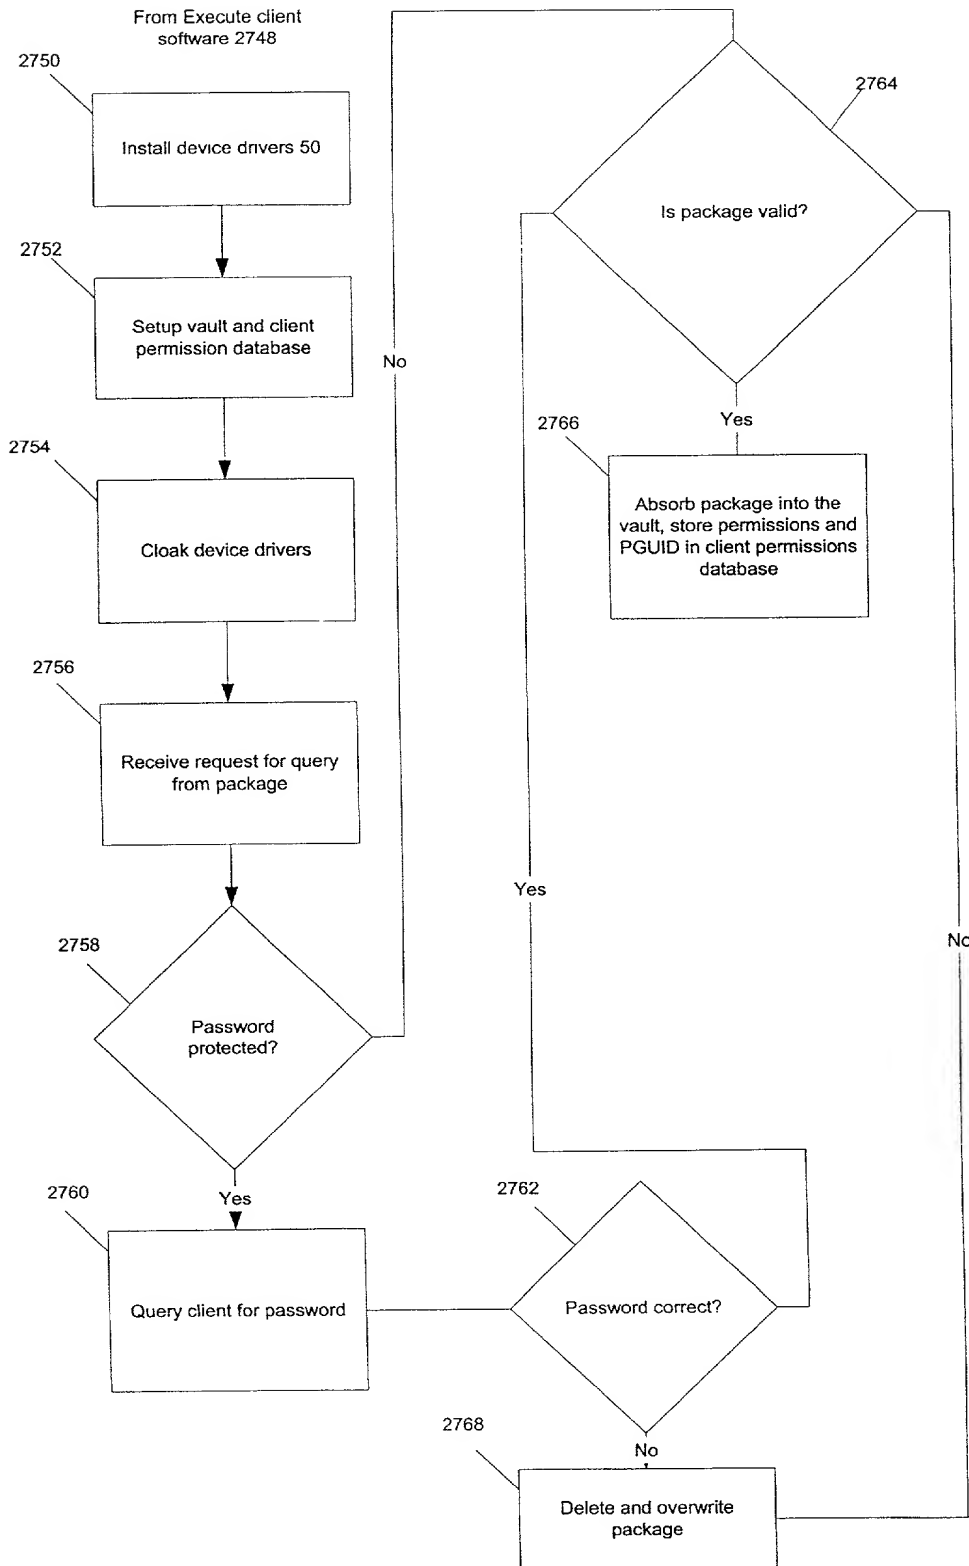 From Execute client
software 2748
2750
Install device drivers 50
2752
Setup vault and client
permission database
2754
Cloak device drivers
2756
Receive request for query
from package
2758
Password
protected?
No
Yes
2760
Query client for password
2762
Password correct?
Yes
No
2764
Is package valid?
Yes
No
2766
Absorb package into the
vault, store permissions and
PGUID in client permissions
database
2768
Delete and overwrite
package